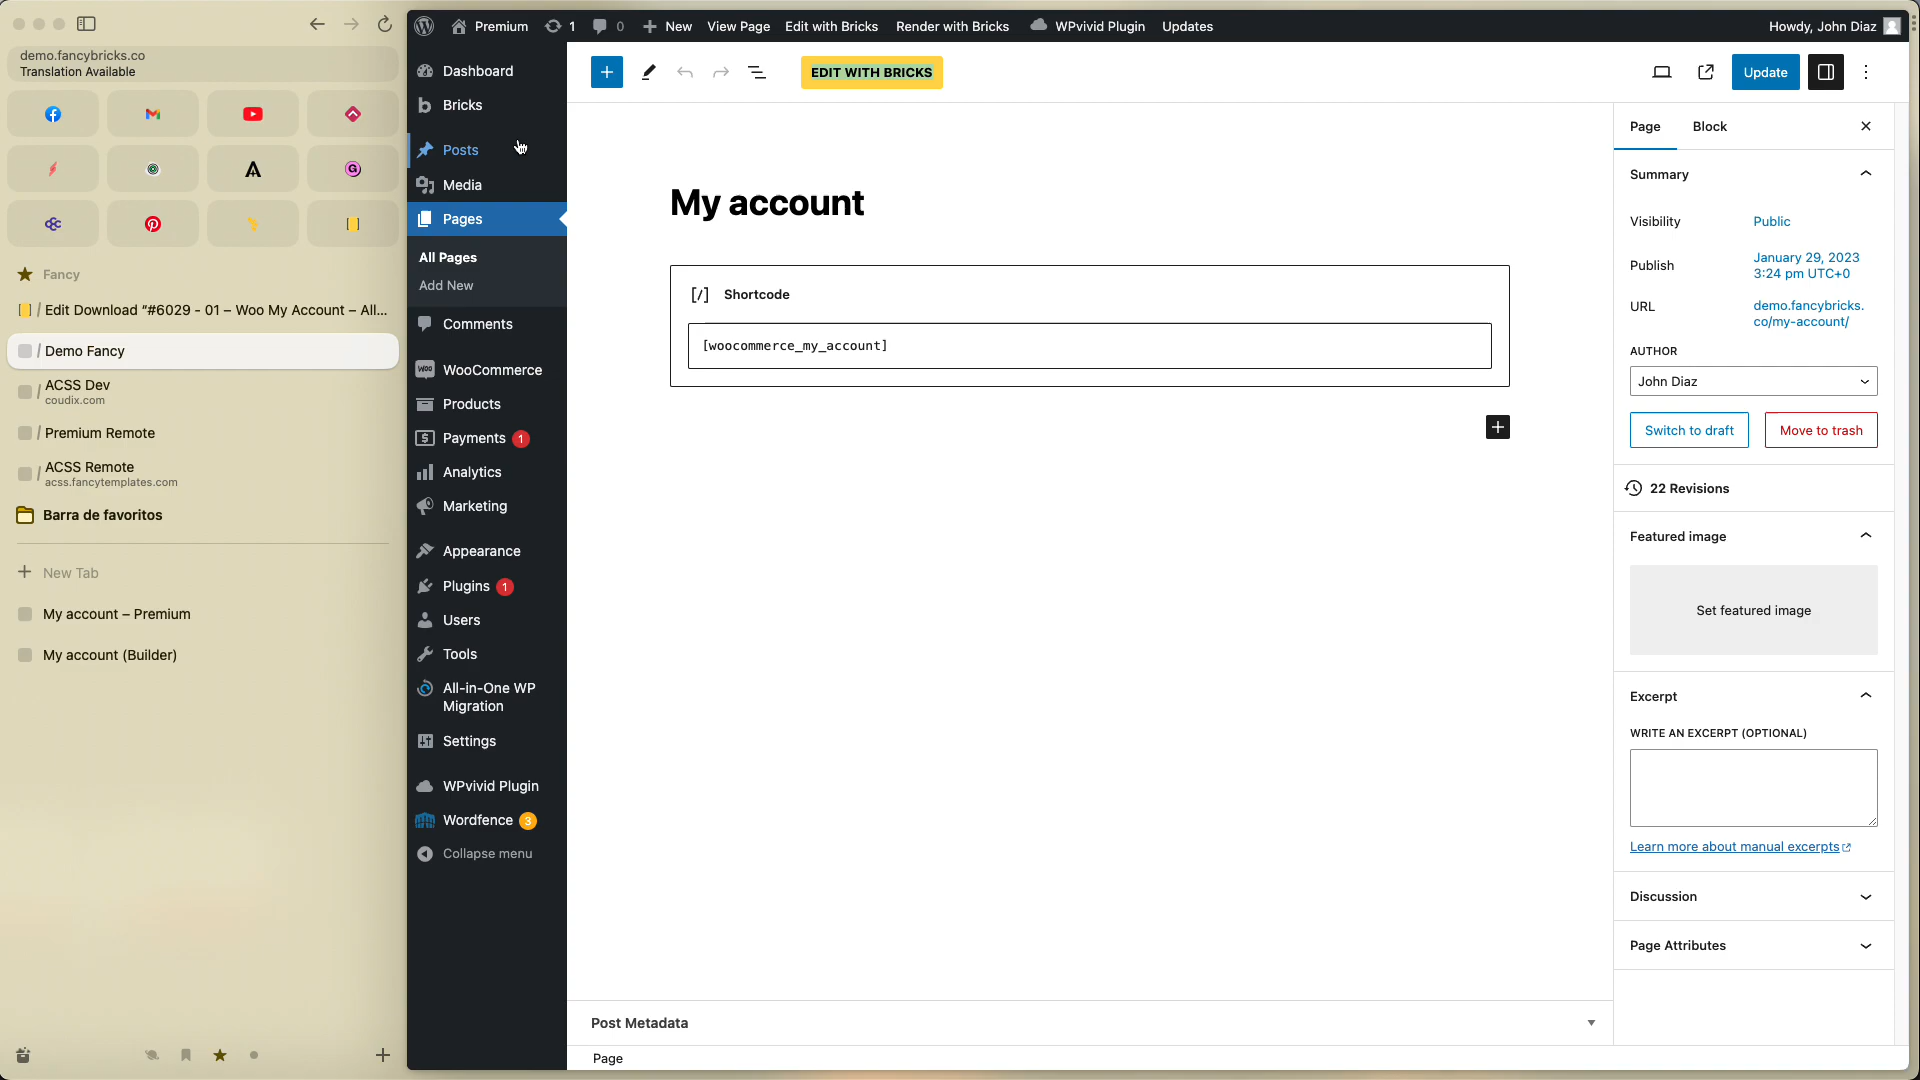 demo.fancybricks.co
Translation Available
Fancy
/ Edit Download "#6029 - 01 – Woo My Account – All...
/ Demo Fancy
/ ACSS Dev
coudix.com
/ Premium Remote
/ ACSS Remote
acss.fancytemplates.com
Barra de favoritos
New Tab
My account – Premium
My account (Builder)
Premium 1 0 New View Page Edit with Bricks Render with Bricks WPvivid Plugin Updates Howdy, John Diaz
Dashboard
Bricks
Posts
Media
Pages
All Pages
Add New
Comments
WooCommerce
Products
Payments 1
Analytics
Marketing
Appearance
Plugins 1
Users
Tools
All-in-One WP
Migration
Settings
WPvivid Plugin
Wordfence 3
Collapse menu
EDIT WITH BRICKS
Update
My account
[/] Shortcode
[woocommerce_my_account]
Post Metadata
Page
Page Block
Summary
Visibility Public
Publish January 29, 2023
3:24 pm UTC+0
URL demo.fancybricks.
co/my-account/
AUTHOR
John Diaz
Switch to draft Move to trash
22 Revisions
Featured image
Set featured image
Excerpt
WRITE AN EXCERPT (OPTIONAL)
Learn more about manual excerpts
Discussion
Page Attributes